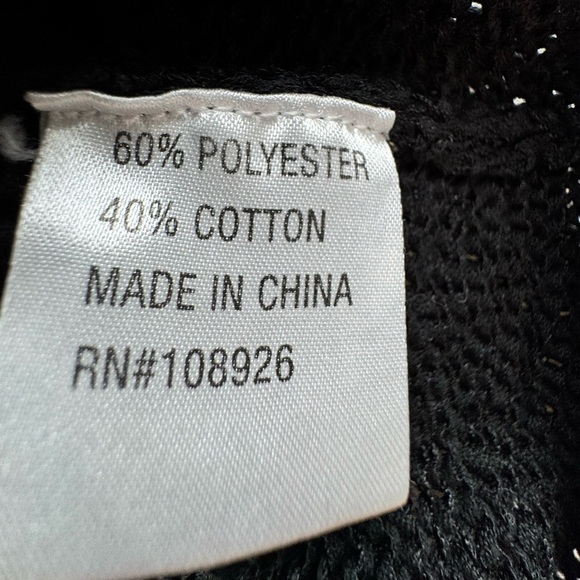 60% POLYESTER
40% COTTON
MADE IN CHINA
RN#108926